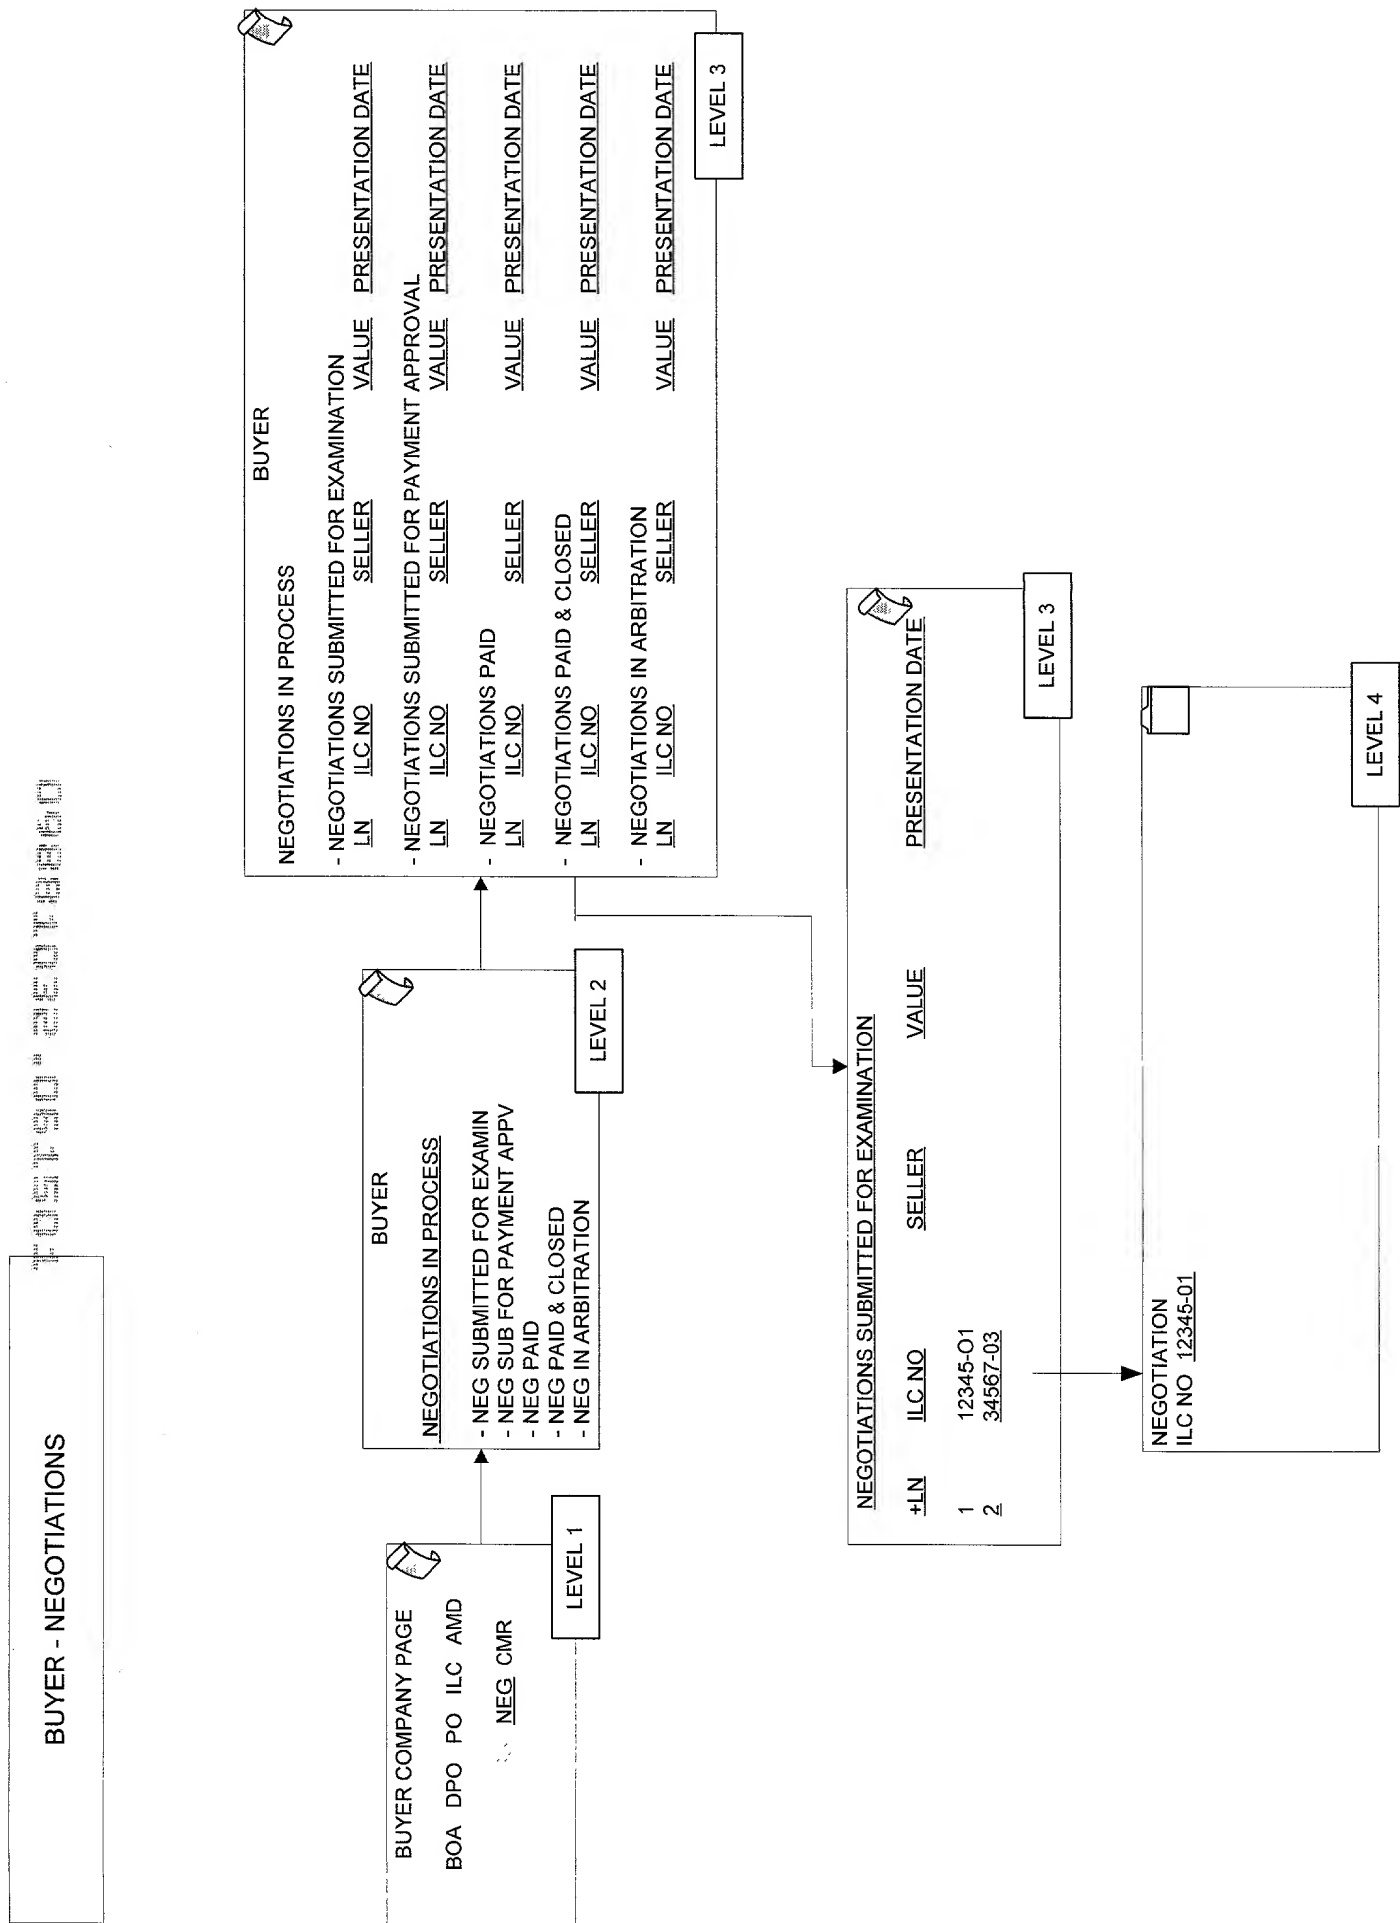 BUYER - NEGOTIATIONS
BUYER COMPANY PAGE
BOA DPO PO ILC AMD
NEG CMR
LEVEL 1
BUYER
NEGOTIATIONS IN PROCESS
- NEG SUBMITTED FOR EXAMIN
- NEG SUB FOR PAYMENT APPV
- NEG PAID
- NEG PAID & CLOSED
- NEG IN ARBITRATION
LEVEL 2
BUYER
NEGOTIATIONS IN PROCESS
- NEGOTIATIONS SUBMITTED FOR EXAMINATION
LN ILC NO SELLER VALUE PRESENTATION DATE
- NEGOTIATIONS SUBMITTED FOR PAYMENT APPROVAL
LN ILC NO SELLER VALUE PRESENTATION DATE
- NEGOTIATIONS PAID
LN ILC NO SELLER VALUE PRESENTATION DATE
- NEGOTIATIONS PAID & CLOSED
LN ILC NO SELLER VALUE PRESENTATION DATE
- NEGOTIATIONS IN ARBITRATION
LN ILC NO SELLER VALUE PRESENTATION DATE
LEVEL 3
NEGOTIATIONS SUBMITTED FOR EXAMINATION
+LN ILC NO SELLER VALUE PRESENTATION DATE
1 12345-O1
2 34567-03
LEVEL 3
NEGOTIATION
ILC NO 12345-01
LEVEL 4